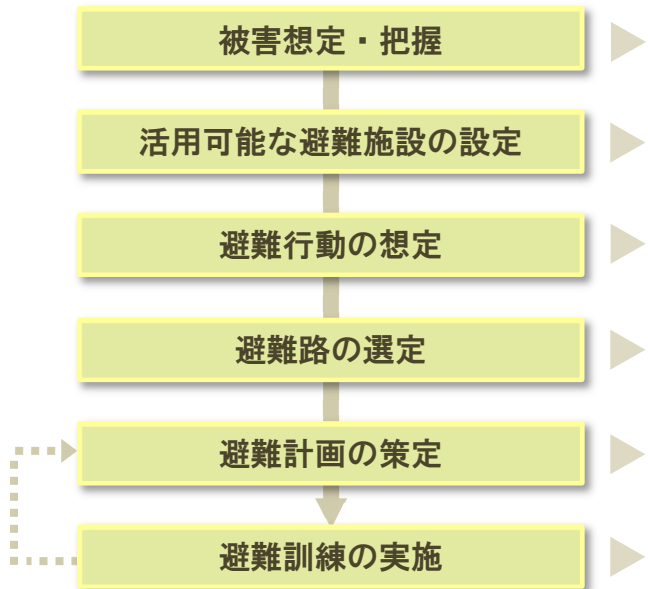 被害想定・把握
活用可能な避難施設の設定
避難行動の想定
避難路の選定
避難計画の策定
避難訓練の実施